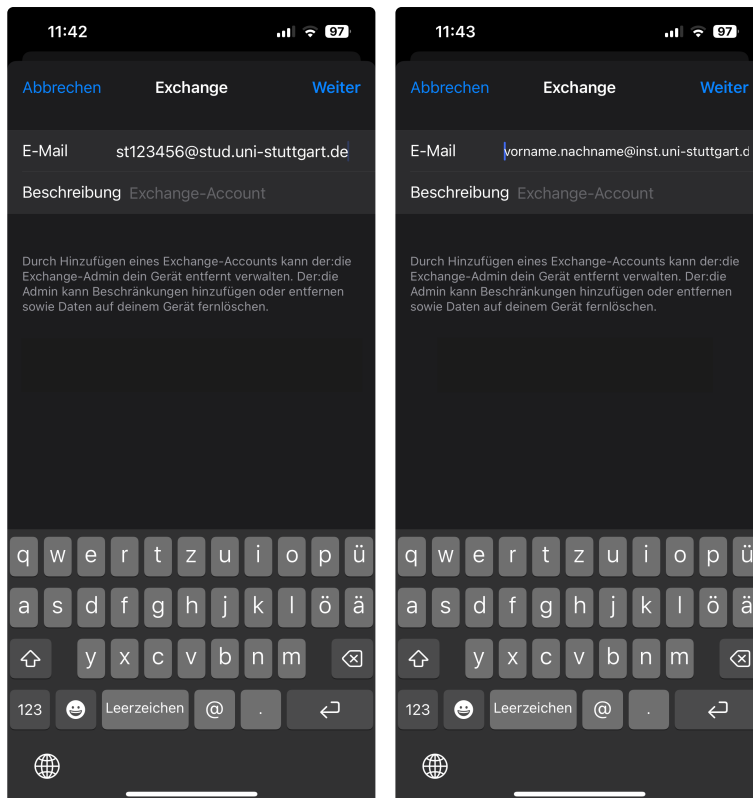 11:42
97
Abbrechen
Exchange
Weiter
E-Mail
st123456@stud.uni-stuttgart.de
Beschreibung
Exchange-Account
Durch Hinzufügen eines Exchange-Accounts kann der:die
Exchange-Admin dein Gerät entfernt verwalten. Der:die
Admin kann Beschränkungen hinzufügen oder entfernen
sowie Daten auf deinem Gerät fernlöschen.
q w e r t z u i o p ü
a s d f g h j k l ö ä
y x c v b n m
123
Leerzeichen
@
.
11:43
97
Abbrechen
Exchange
Weiter
E-Mail
vorname.nachname@inst.uni-stuttgart.d
Beschreibung
Exchange-Account
Durch Hinzufügen eines Exchange-Accounts kann der:die
Exchange-Admin dein Gerät entfernt verwalten. Der:die
Admin kann Beschränkungen hinzufügen oder entfernen
sowie Daten auf deinem Gerät fernlöschen.
q w e r t z u i o p ü
a s d f g h j k l ö ä
y x c v b n m
123
Leerzeichen
@
.